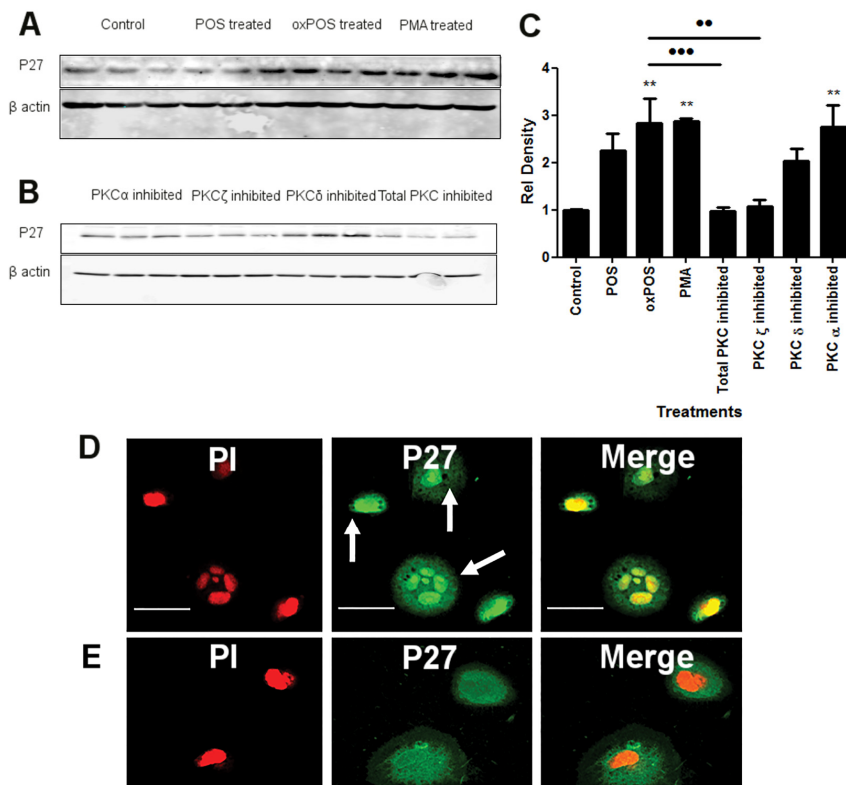 A
Control POS treated oxPOS treated PMA treated
P27
β actin
B
PKCα inhibited PKCζ inhibited PKCδ inhibited Total PKC inhibited
P27
β actin
C
••
•••
Rel Density
4
3
2
1
0
** ** **
Control
POS
oxPOS
PMA
Total PKC inhibited
PKC ζ inhibited
PKC δ inhibited
PKC α inhibited
Treatments
D
PI P27 Merge
E
PI P27 Merge